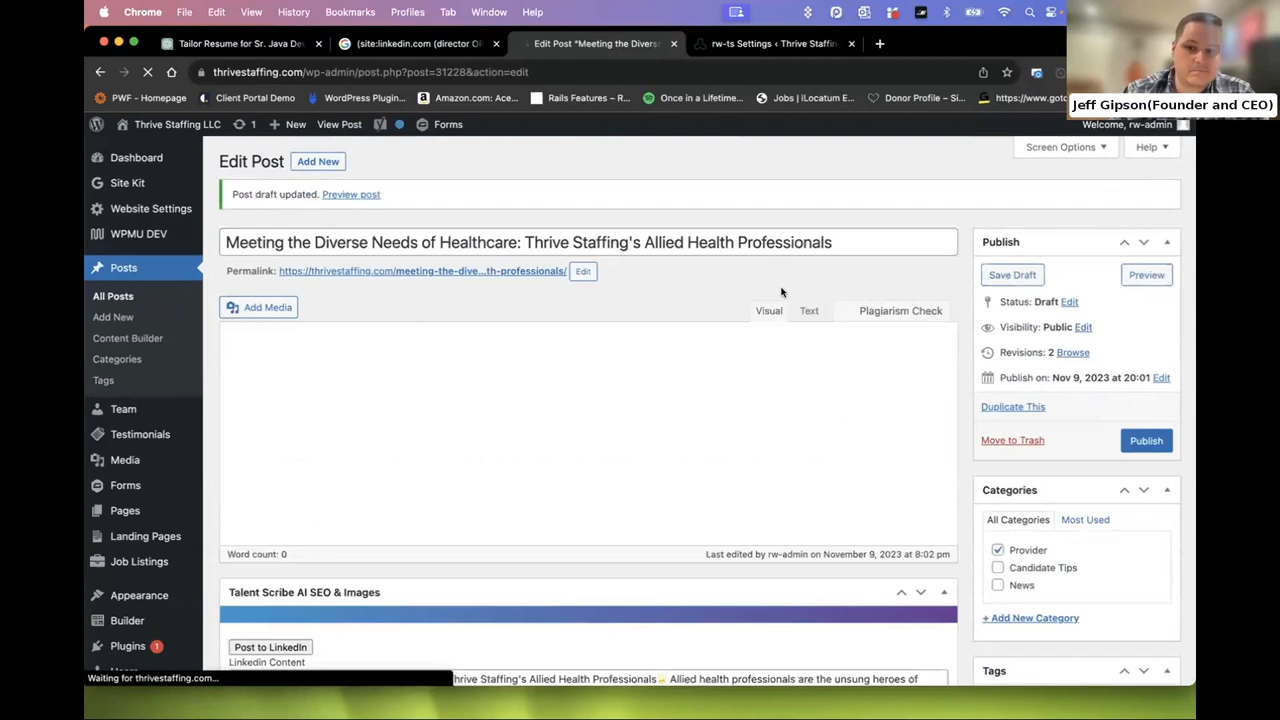 Chrome File Edit View History Bookmarks Profiles Tab Window Help
Tailor Resume for Sr. Java De
(site:linkedin.com (director OF
Edit Post "Meeting the Diverse
rw-ts Settings ‹ Thrive Staffin
thrivestaffing.com/wp-admin/post.php?post=31228&action=edit
PWF - Homepage
Client Portal Demo
WordPress Plugin...
Amazon.com: Ace...
Rails Features – R...
Once in a Lifetime...
Jobs | iLocatum E...
Donor Profile – Si...
https://www.goto
Jeff Gipson(Founder and CEO)
Thrive Staffing LLC 1 New View Post Forms
Welcome, rw-admin
Dashboard
Site Kit
Website Settings
WPMU DEV
Posts
All Posts
Add New
Content Builder
Categories
Tags
Team
Testimonials
Media
Forms
Pages
Landing Pages
Job Listings
Appearance
Builder
Plugins 1
Edit Post Add New
Screen Options Help
Post draft updated. Preview post
Meeting the Diverse Needs of Healthcare: Thrive Staffing's Allied Health Professionals
Permalink: https://thrivestaffing.com/meeting-the-dive...th-professionals/ Edit
Add Media
Visual Text Plagiarism Check
Word count: 0
Last edited by rw-admin on November 9, 2023 at 8:02 pm
Talent Scribe AI SEO & Images
Post to LinkedIn
Linkedin Content
hrive Staffing's Allied Health Professionals Allied health professionals are the unsung heroes of
Publish
Save Draft Preview
Status: Draft Edit
Visibility: Public Edit
Revisions: 2 Browse
Publish on: Nov 9, 2023 at 20:01 Edit
Duplicate This
Move to Trash Publish
Categories
All Categories Most Used
Provider
Candidate Tips
News
+ Add New Category
Tags
Waiting for thrivestaffing.com...